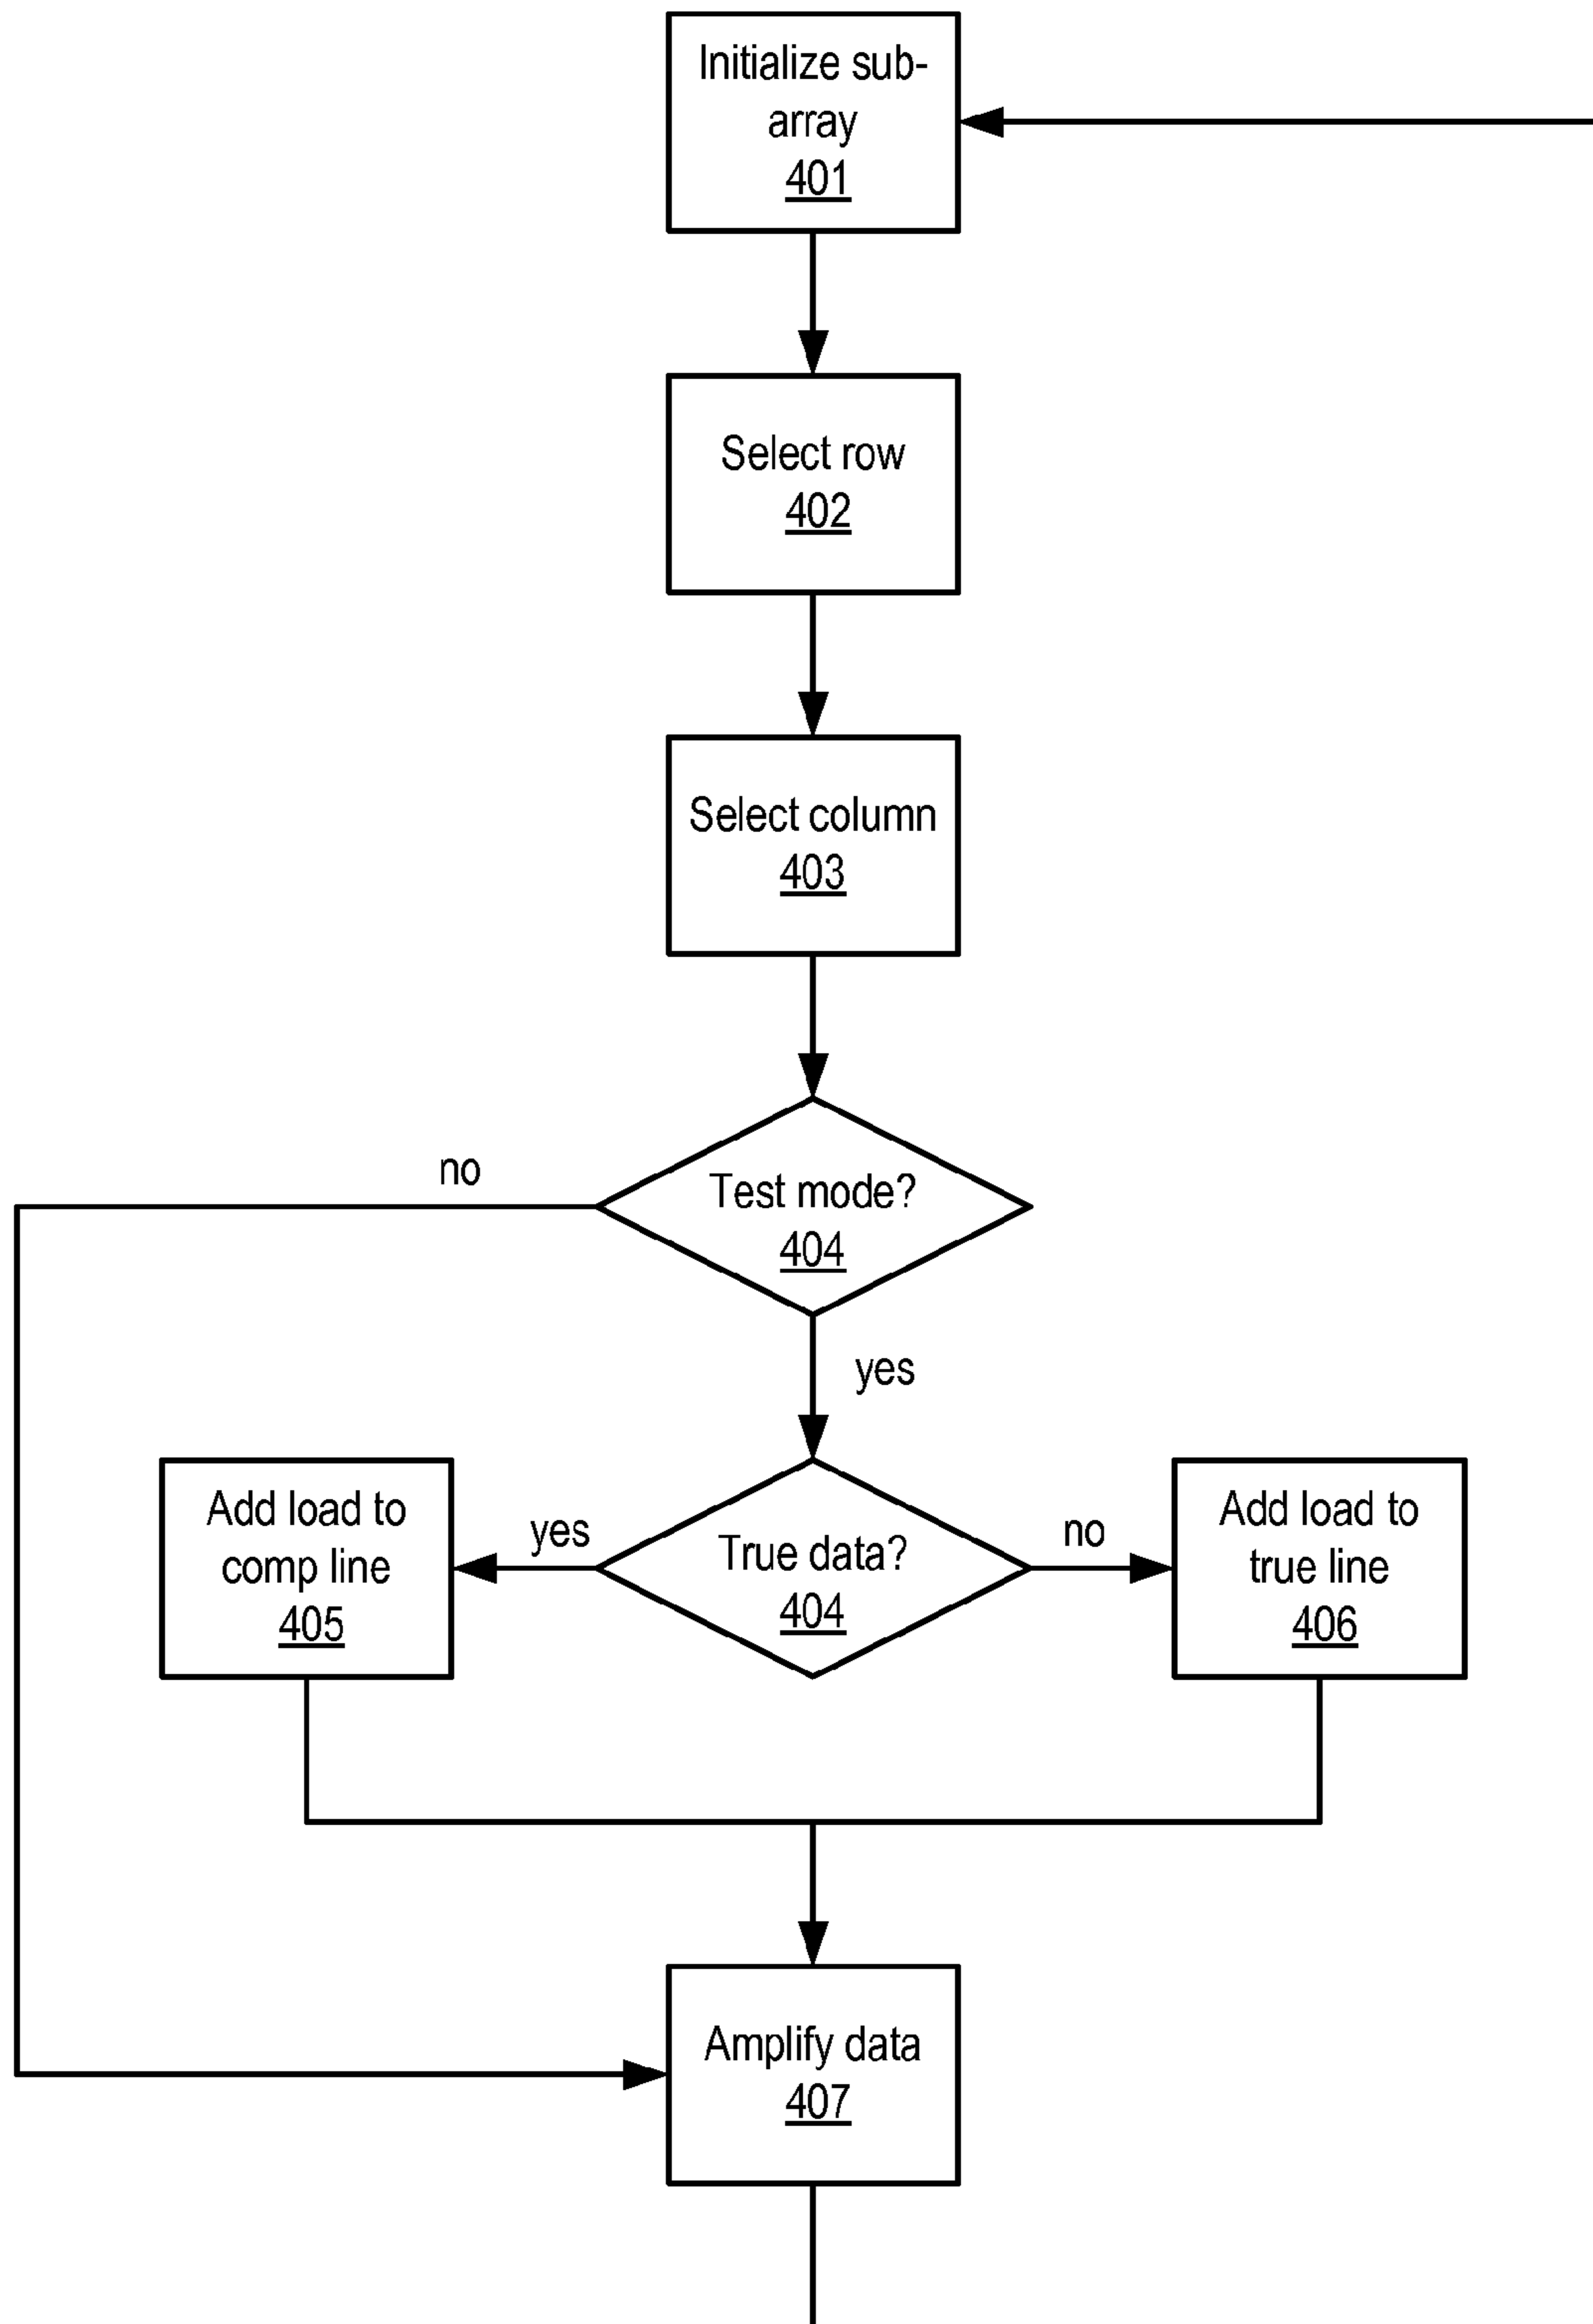 Initialize sub-
array
401
Select row
402
Select column
403
no
Test mode?
404
yes
Add load to
comp line
405
yes
True data?
404
no
Add load to
true line
406
Amplify data
407